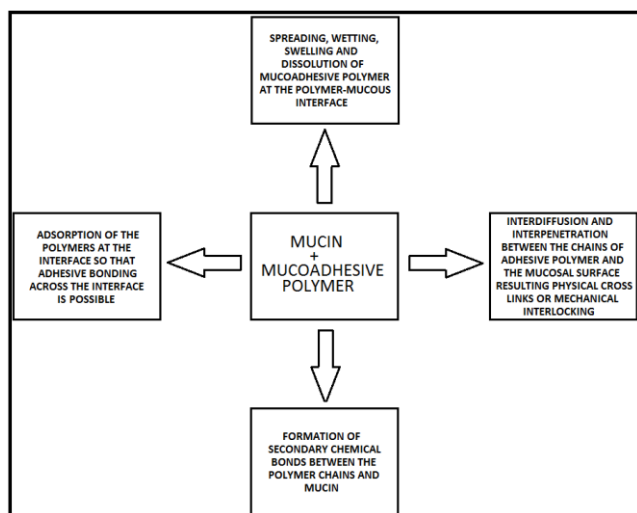 SPREADING, WETTING,
SWELLING AND
DISSOLUTION OF
MUCOADHESIVE POLYMER
AT THE POLYMER-MUCOUS
INTERFACE
ADSORPTION OF THE
POLYMERS AT THE
INTERFACE SO THAT
ADHESIVE BONDING
ACROSS THE INTERFACE
IS POSSIBLE
MUCIN
+
MUCOADHESIVE
POLYMER
INTERDIFFUSION AND
INTERPENETRATION
BETWEEN THE CHAINS OF
ADHESIVE POLYMER AND
THE MUCOSAL SURFACE
RESULTING PHYSICAL CROSS
LINKS OR MECHANICAL
INTERLOCKING
FORMATION OF
SECONDARY CHEMICAL
BONDS BETWEEN THE
POLYMER CHAINS AND
MUCIN